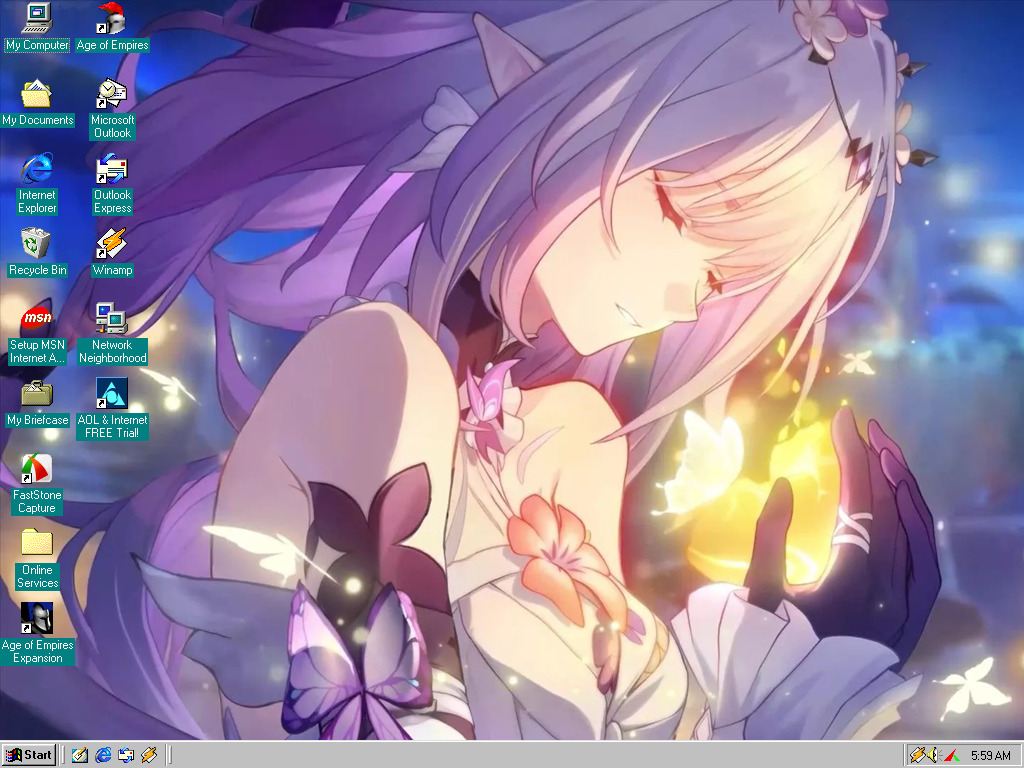 My Computer
Age of Empires
My Documents
Microsoft
Outlook
Internet
Explorer
Outlook
Express
Recycle Bin
Winamp
msn
Setup MSN
Internet A...
Network
Neighborhood
My Briefcase
AOL & Internet
FREE Trial!
FastStone
Capture
Online
Services
Age of Empires
Expansion
Start
5:59 AM